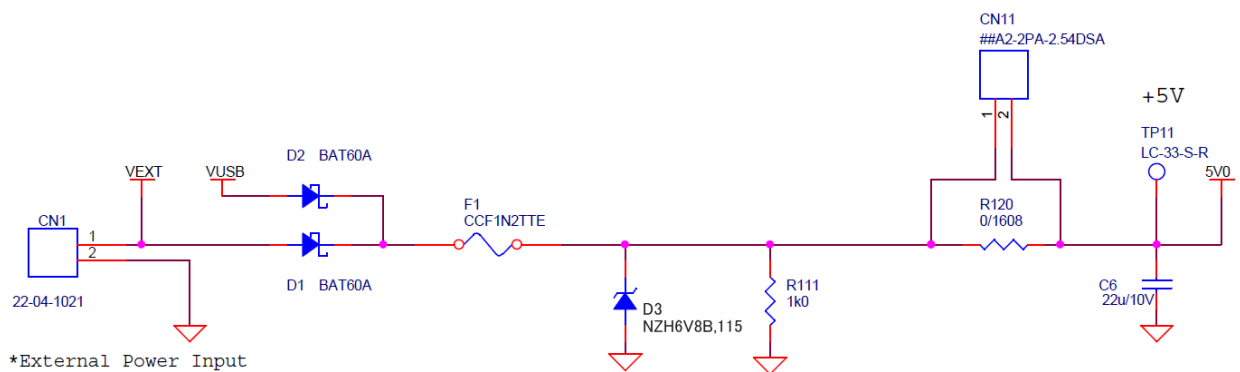 CN11
##A2-2PA-2.54DSA
1
2
+5V
TP11
LC-33-S-R
5V0
D2 BAT60A
VEXT
VUSB
F1
CCF1N2TTE
R120
0/1608
CN1
1
2
22-04-1021
D1 BAT60A
D3
NZH6V8B,115
R111
1k0
C6
22u/10V
*External Power Input